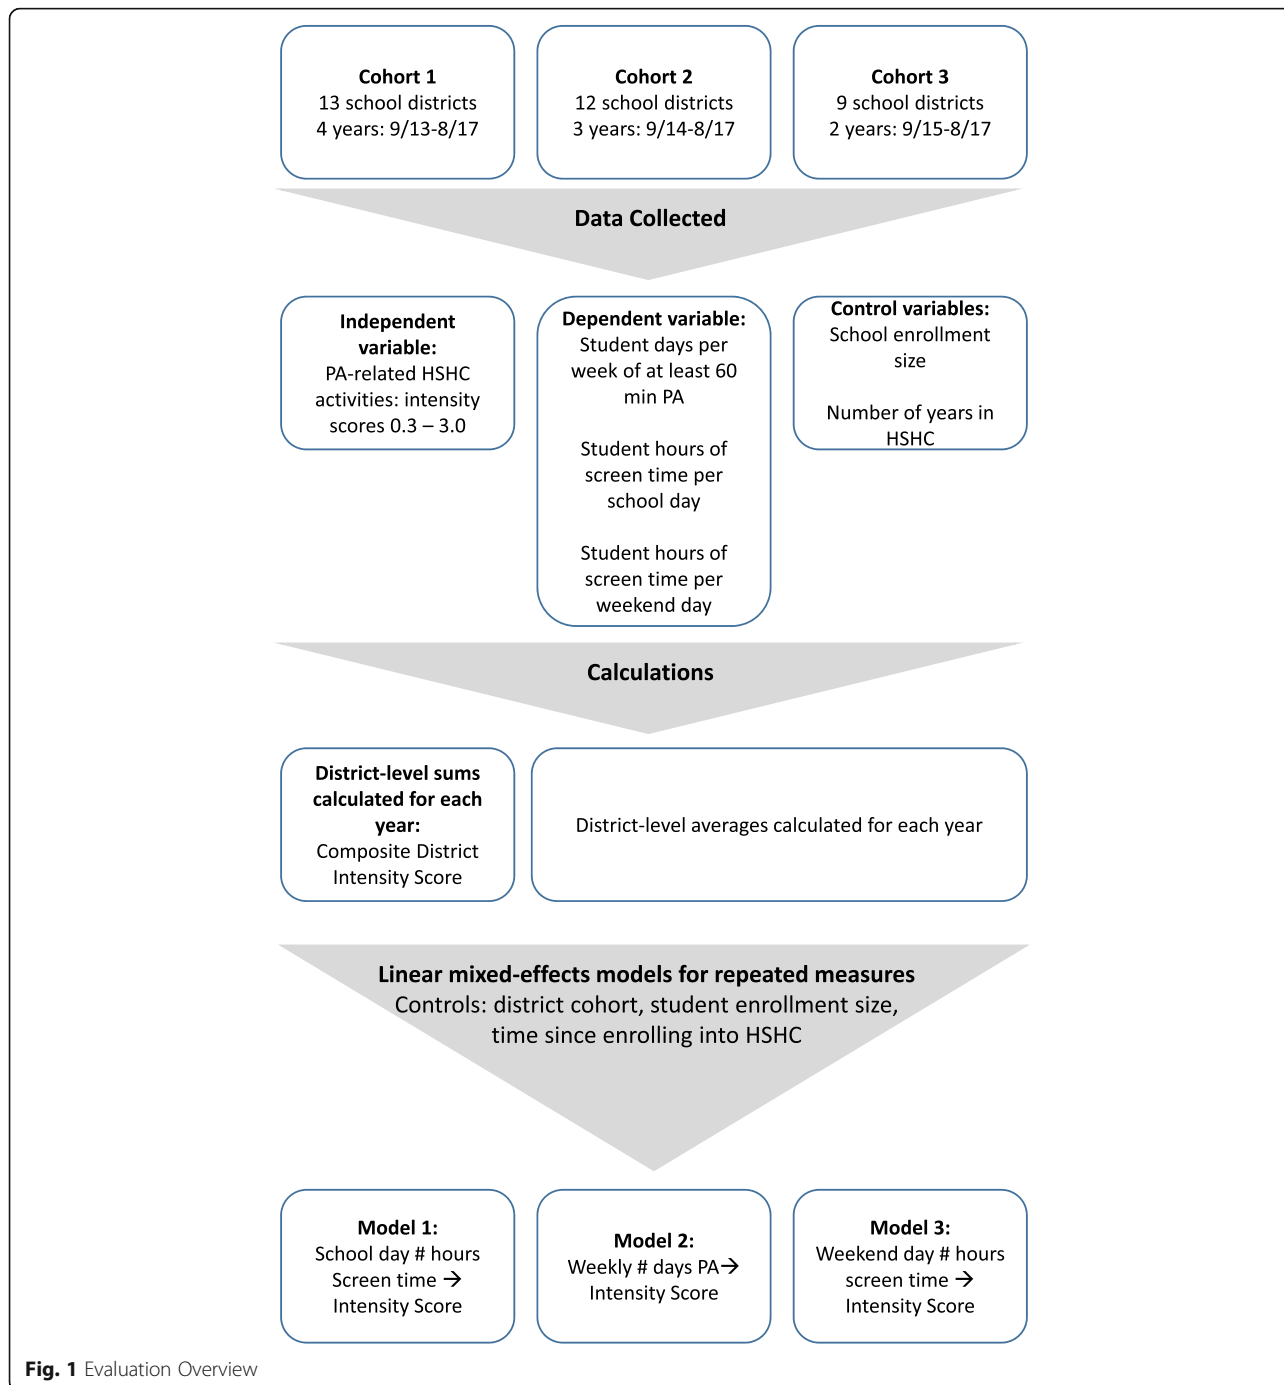 Cohort 1
13 school districts
4 years: 9/13-8/17
Cohort 2
12 school districts
3 years: 9/14-8/17
Cohort 3
9 school districts
2 years: 9/15-8/17
Data Collected
Independent
variable:
PA-related HSHC
activities: intensity
scores 0.3 – 3.0
Dependent variable:
Student days per
week of at least 60
min PA
Student hours of
screen time per
school day
Student hours of
screen time per
weekend day
Control variables:
School enrollment
size
Number of years in
HSHC
Calculations
District-level sums
calculated for each
year:
Composite District
Intensity Score
District-level averages calculated for each year
Linear mixed-effects models for repeated measures
Controls: district cohort, student enrollment size,
time since enrolling into HSHC
Model 1:
School day # hours
Screen time →
Intensity Score
Model 2:
Weekly # days PA→
Intensity Score
Model 3:
Weekend day # hours
screen time →
Intensity Score
Fig. 1 Evaluation Overview